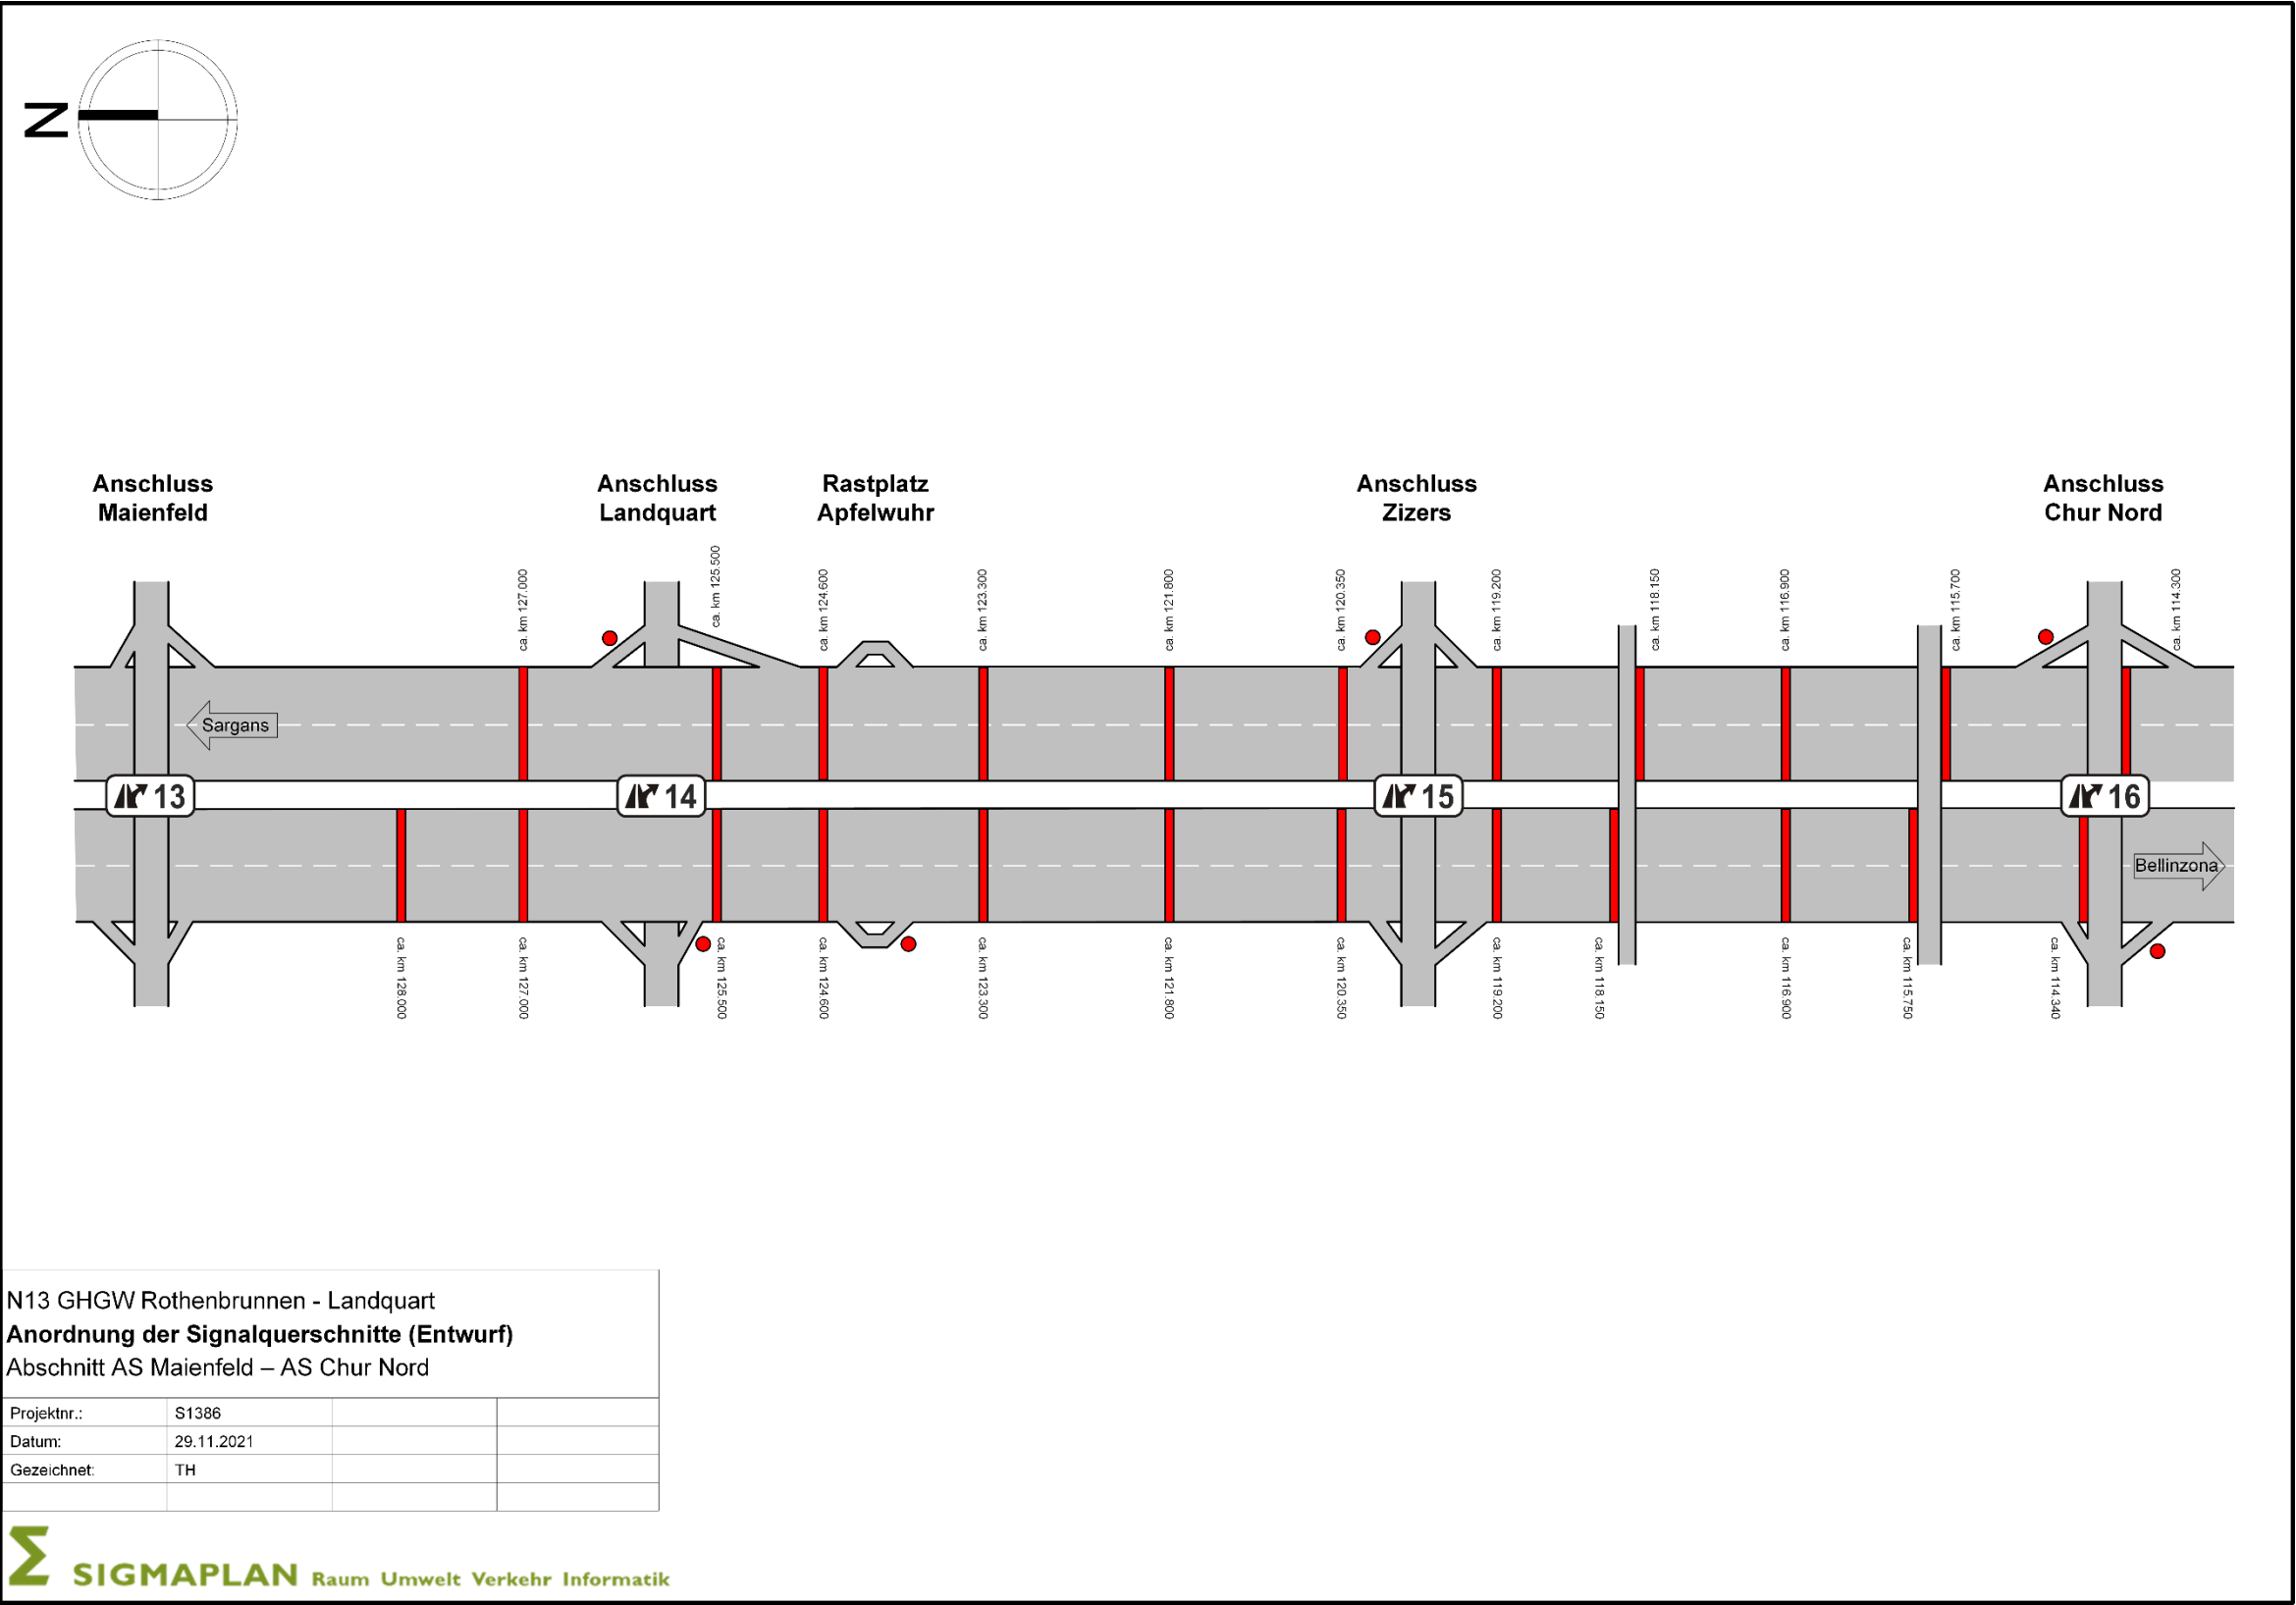 N
Anschluss
Maienfeld
Anschluss
Landquart
Rastplatz
Apfelwuhr
Anschluss
Zizers
Anschluss
Chur Nord
ca. km 127.000
ca. km 125.500
ca. km 124.600
ca. km 123.300
ca. km 121.800
ca. km 120.350
ca. km 119.200
ca. km 118.150
ca. km 116.900
ca. km 115.700
ca. km 114.300
Sargans
13
14
15
16
Bellinzona
ca. km 128.000
ca. km 127.000
ca. km 125.500
ca. km 124.600
ca. km 123.300
ca. km 121.800
ca. km 120.350
ca. km 119.200
ca. km 118.150
ca. km 116.900
ca. km 115.750
ca. km 114.340
N13 GHGW Rothenbrunnen - Landquart
Anordnung der Signalquerschnitte (Entwurf)
Abschnitt AS Maienfeld – AS Chur Nord
Projektnr.: S1386
Datum: 29.11.2021
Gezeichnet: TH
Σ SIGMAPLAN Raum Umwelt Verkehr Informatik